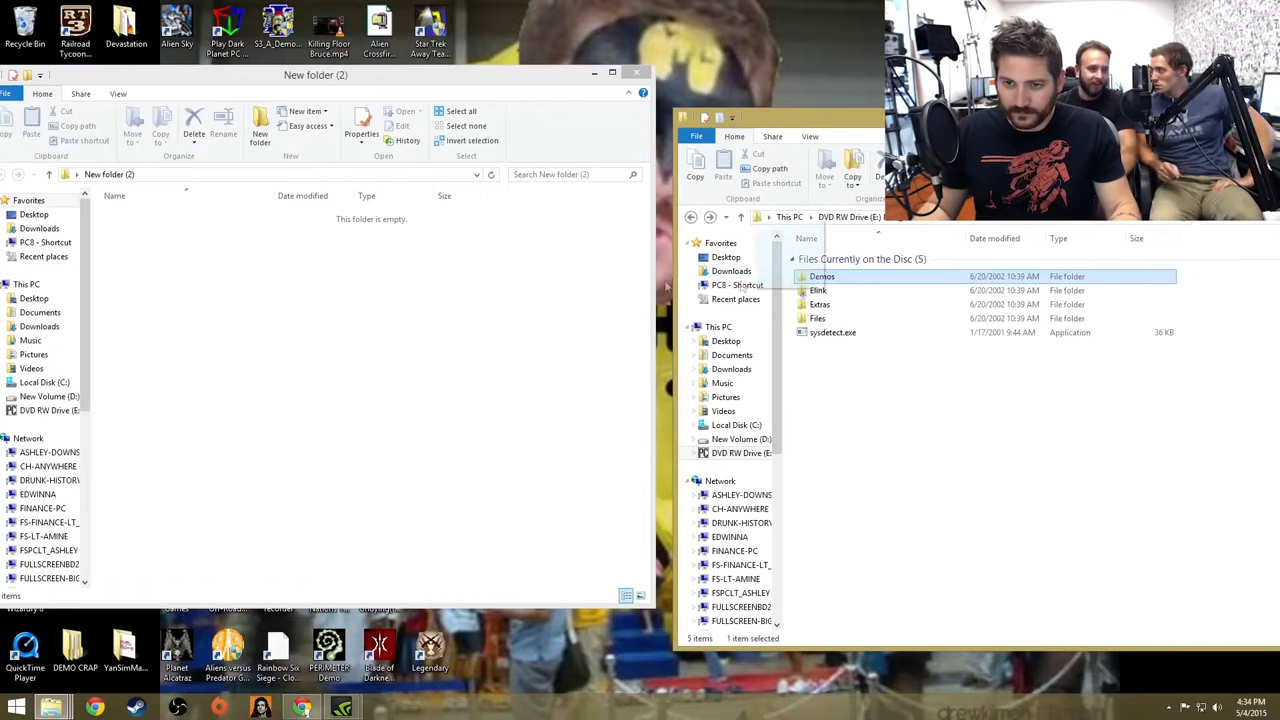 Recycle Bin
Railroad Tycoon...
Devastation
Alien Sky
Play Dark Planet PC ...
S3_A_Demo...
Killing Floor Bruce.mp4
Alien Crossfir...
Star Trek Away Tea...
New folder (2)
File
Home
Share
View
Cut
Copy path
Paste shortcut
Paste
Clipboard
Move to
Copy to
Delete
Rename
Organize
New folder
New item
Easy access
New
Properties
Open
Edit
History
Open
Select all
Select none
Invert selection
Select
New folder (2)
Search New folder (2)
Name
Date modified
Type
Size
This folder is empty.
Favorites
Desktop
Downloads
PC8 - Shortcut
Recent places
This PC
Desktop
Documents
Downloads
Music
Pictures
Videos
Local Disk (C:)
New Volume (D:)
DVD RW Drive (E:
Network
ASHLEY-DOWNS
CH-ANYWHERE
DRUNK-HISTORY
EDWINNA
FINANCE-PC
FS-FINANCE-LT_
FS-LT-AMINE
FSPCLT_ASHLEY
FULLSCREENBD2
FULLSCREEN-BIG
items
File
Home
Share
View
Copy
Paste
Cut
Copy path
Paste shortcut
Clipboard
Move to
Copy to
Organiz
This PC
DVD RW Drive (E:)
Name
Date modified
Type
Size
Files Currently on the Disc (5)
Demos 6/20/2002 10:39 AM File folder
Elink 6/20/2002 10:39 AM File folder
Extras 6/20/2002 10:39 AM File folder
Files 6/20/2002 10:39 AM File folder
sysdetect.exe 1/17/2001 9:44 AM Application 36 KB
Favorites
Desktop
Downloads
PC8 - Shortcut
Recent places
This PC
Desktop
Documents
Downloads
Music
Pictures
Videos
Local Disk (C:)
New Volume (D:)
DVD RW Drive (E:
Network
ASHLEY-DOWNS
CH-ANYWHERE
DRUNK-HISTORY
EDWINNA
FINANCE-PC
FS-FINANCE-LT_
FS-LT-AMINE
FSPCLT_ASHLEY
FULLSCREENBD2
FULLSCREEN-BIG
5 items 1 item selected
QuickTime Player
DEMO CRAP
YanSimMa...
Planet Alcatraz
Aliens versus Predator G...
Rainbow Six Siege - Clo...
PERIMETER Demo
Blade of Darkne...
Legendary
4:34 PM
5/4/2015